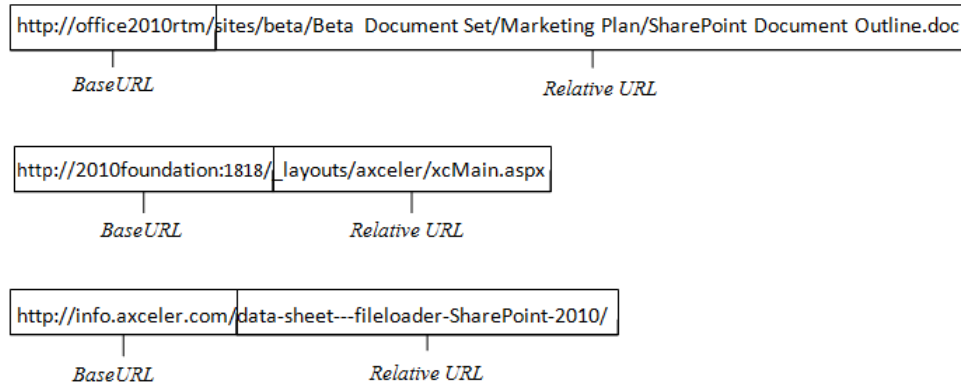 http://office2010rtm/sites/beta/Beta Document Set/Marketing Plan/SharePoint Document Outline.doc
BaseURL Relative URL
http://2010foundation:1818/_layouts/axceler/xcMain.aspx
BaseURL Relative URL
http://info.axceler.com/data-sheet---fileloader-SharePoint-2010/
BaseURL Relative URL